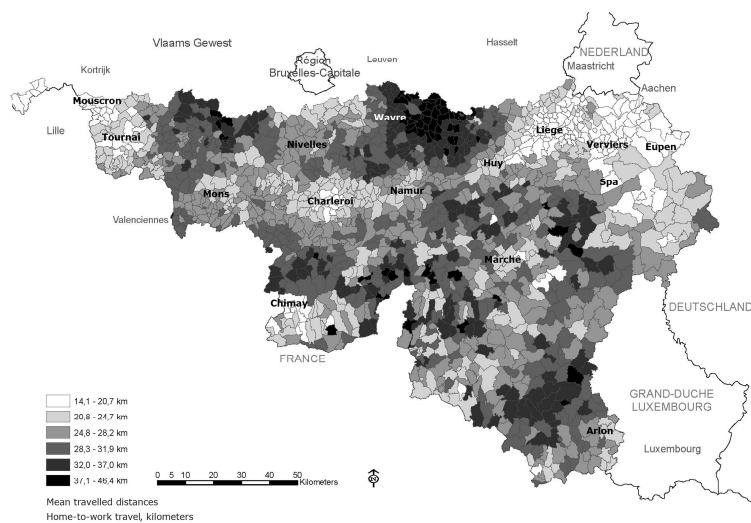 Vlaams Gewest
Hasselt
NEDERLAND
Kortrijk
Région
Bruxelles-Capitale
Leuven
Maastricht
Aachen
Mouscron
Wavre
Lille
Tournai
Nivelles
Liege
Verviers
Eupen
Huy
Spa
Mons
Namur
Charleroi
Valenciennes
Marche
Chimay
DEUTSCHLAND
FRANCE
GRAND-DUCHE
LUXEMBOURG
Arlon
Luxembourg
14,1 - 20,7 km
20,8 - 24,7 km
24,8 - 28,2 km
28,3 - 31,9 km
32,0 - 37,0 km
37,1 - 46,4 km
0 5 10 20 30 40 50
Kilometers
N
Mean travelled distances
Home-to-work travel, kilometers